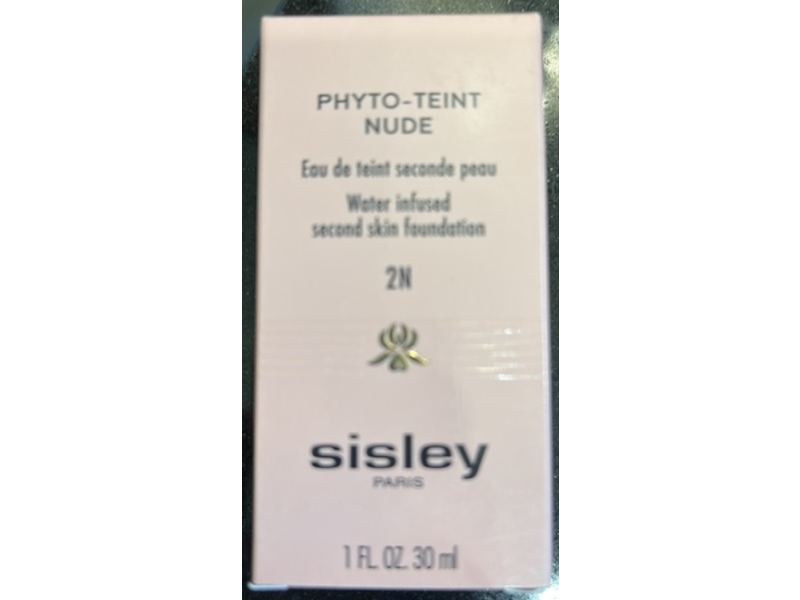 PHYTO-TEINT
NUDE
Eau de teint seconde peau
Water infused
second skin foundation
2N
sisley
PARIS
1 FL. OZ. 30 ml